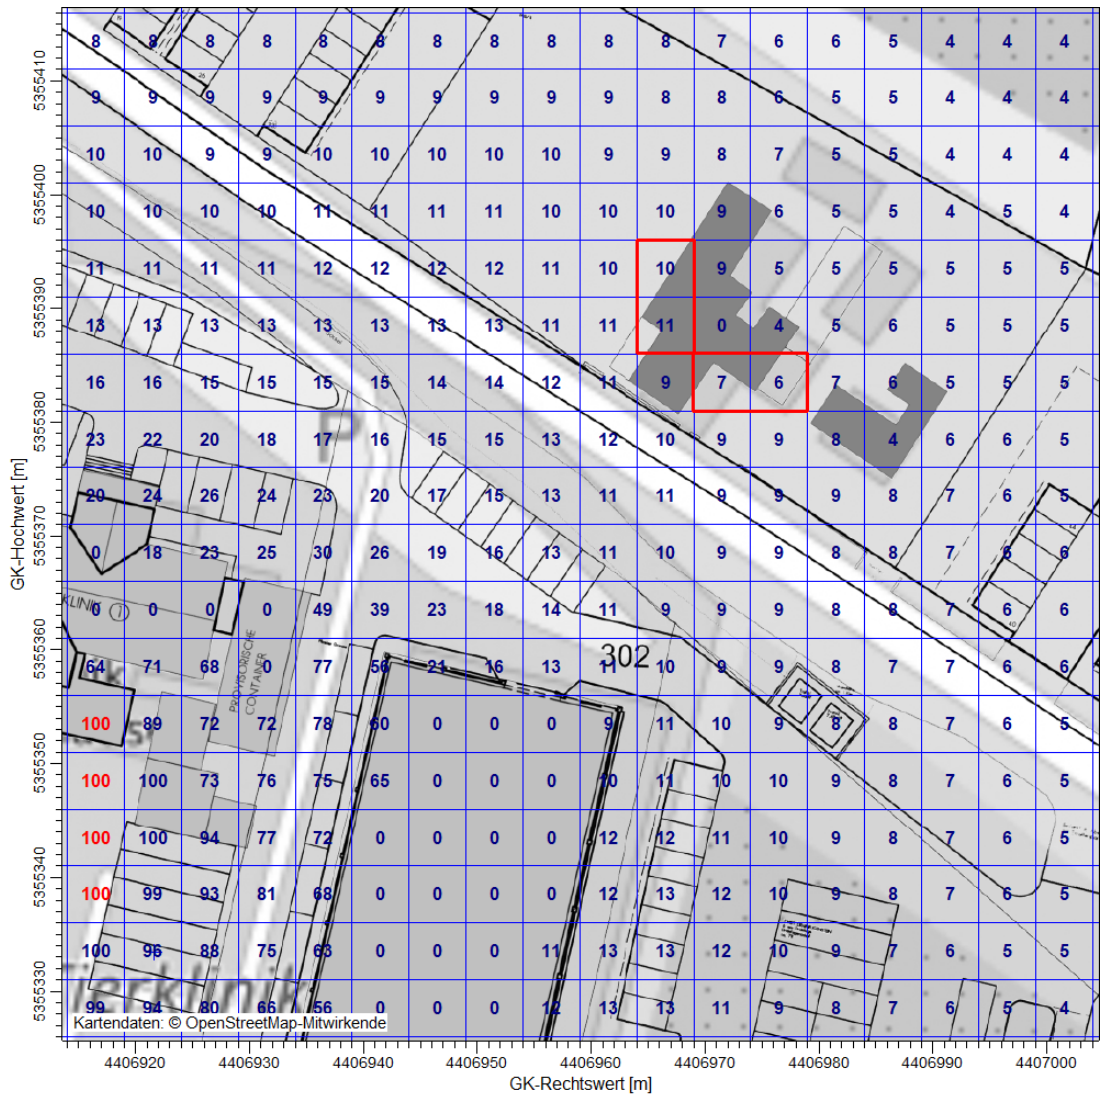 8 8 8 8 8 8 8 8 8 8 8 7 6 6 5 4 4 4
5355410
9 9 9 9 9 9 9 9 9 9 8 8 6 5 5 4 4 4
10 10 9 9 10 10 10 10 10 9 9 8 7 5 5 4 4 4
5355400
10 10 10 10 11 11 11 11 10 10 10 9 6 5 5 4 5 4
11 11 11 11 12 12 12 12 11 10 10 9 5 5 5 5 5 5
5355390
13 13 13 13 13 13 13 13 11 11 11 0 4 5 6 5 5 5
16 16 15 15 15 15 14 14 12 11 9 7 6 7 6 5 5 5
5355380
P
23 22 20 18 17 16 15 15 13 12 10 9 9 8 4 6 6 5
20 24 26 24 23 20 17 15 13 11 11 9 9 9 8 7 6 5
5355370
GK-Hochwert [m]
0 18 23 25 30 26 19 16 13 11 10 9 9 8 8 7 6 6
KLINIK 1
0 0 0 0 49 39 23 18 14 11 9 9 9 8 8 7 6 6
5355360
PROVISORISCHE
CONTAINER
302
64 71 68 0 77 56 21 16 13 11 10 9 9 8 7 7 6 6
100 89 72 72 78 60 0 0 0 9 11 10 9 8 8 7 6 5
5355350
100 100 73 76 75 65 0 0 0 10 11 10 10 9 8 7 6 5
100 100 94 77 72 0 0 0 0 12 12 11 10 9 8 7 6 5
5355340
100 99 93 81 68 0 0 0 0 12 13 12 10 9 8 7 6 5
100 96 88 75 63 0 0 0 11 13 13 12 10 9 7 6 5 5
5355330
Tierklinik
99 94 80 66 56 0 0 12 13 13 11 9 8 7 6 5 4
Kartendaten: © OpenStreetMap-Mitwirkende
4406920 4406930 4406940 4406950 4406960 4406970 4406980 4406990 4407000
GK-Rechtswert [m]